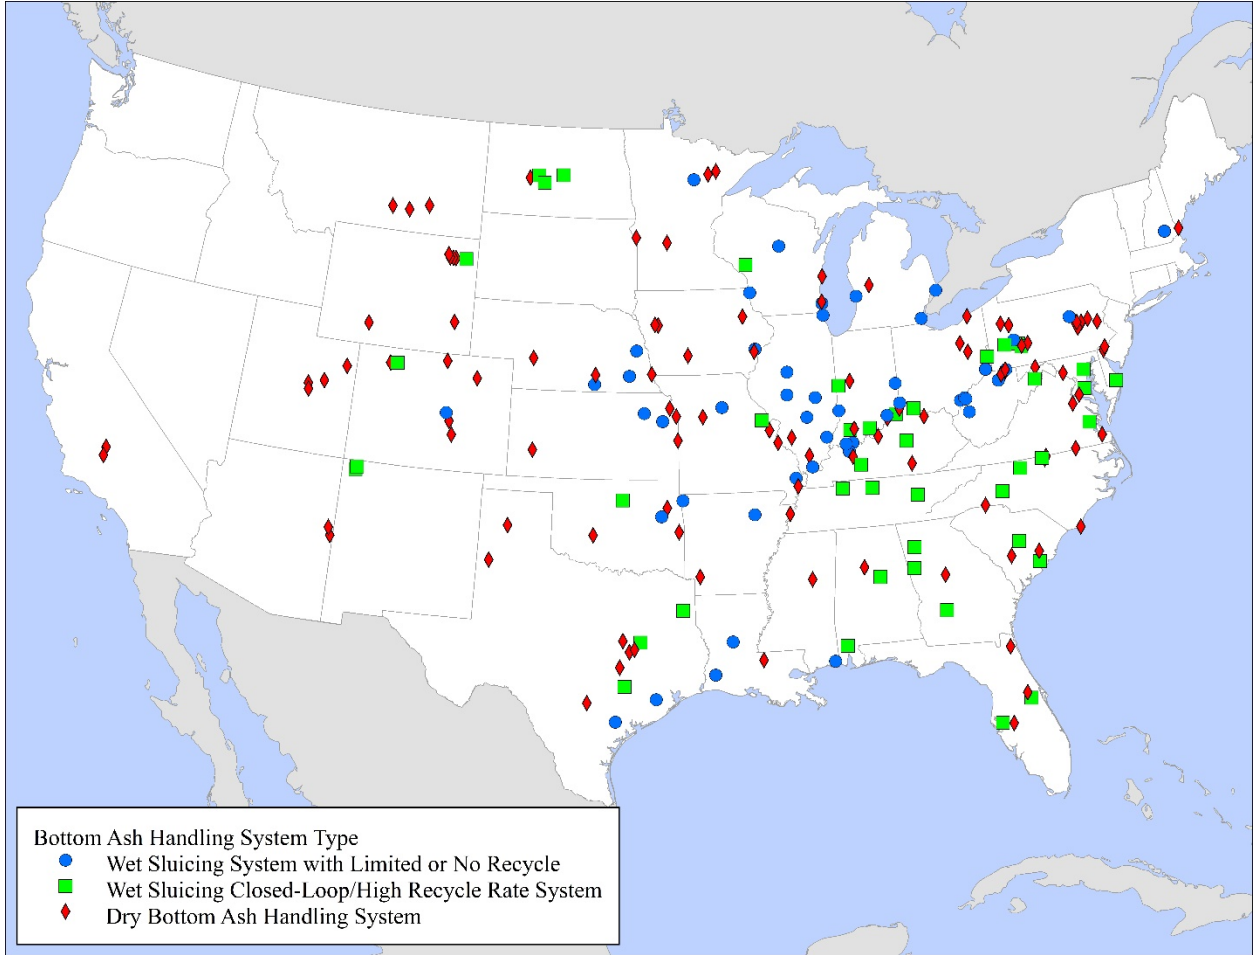 Bottom Ash Handling System Type
Wet Sluicing System with Limited or No Recycle
Wet Sluicing Closed-Loop/High Recycle Rate System
Dry Bottom Ash Handling System